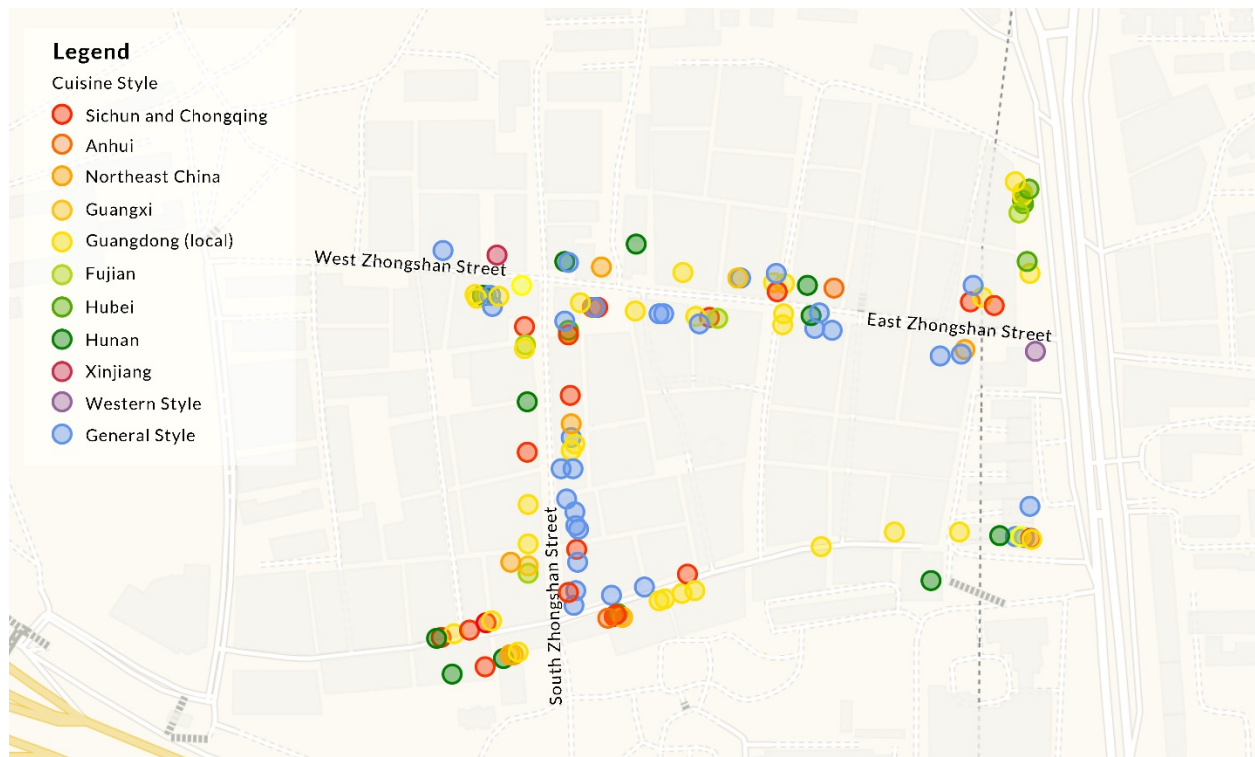 Legend
Cuisine Style
Sichun and Chongqing
Anhui
Northeast China
Guangxi
Guangdong (local)
Fujian
Hubei
Hunan
Xinjiang
Western Style
General Style
West Zhongshan Street
East Zhongshan Street
South Zhongshan Street